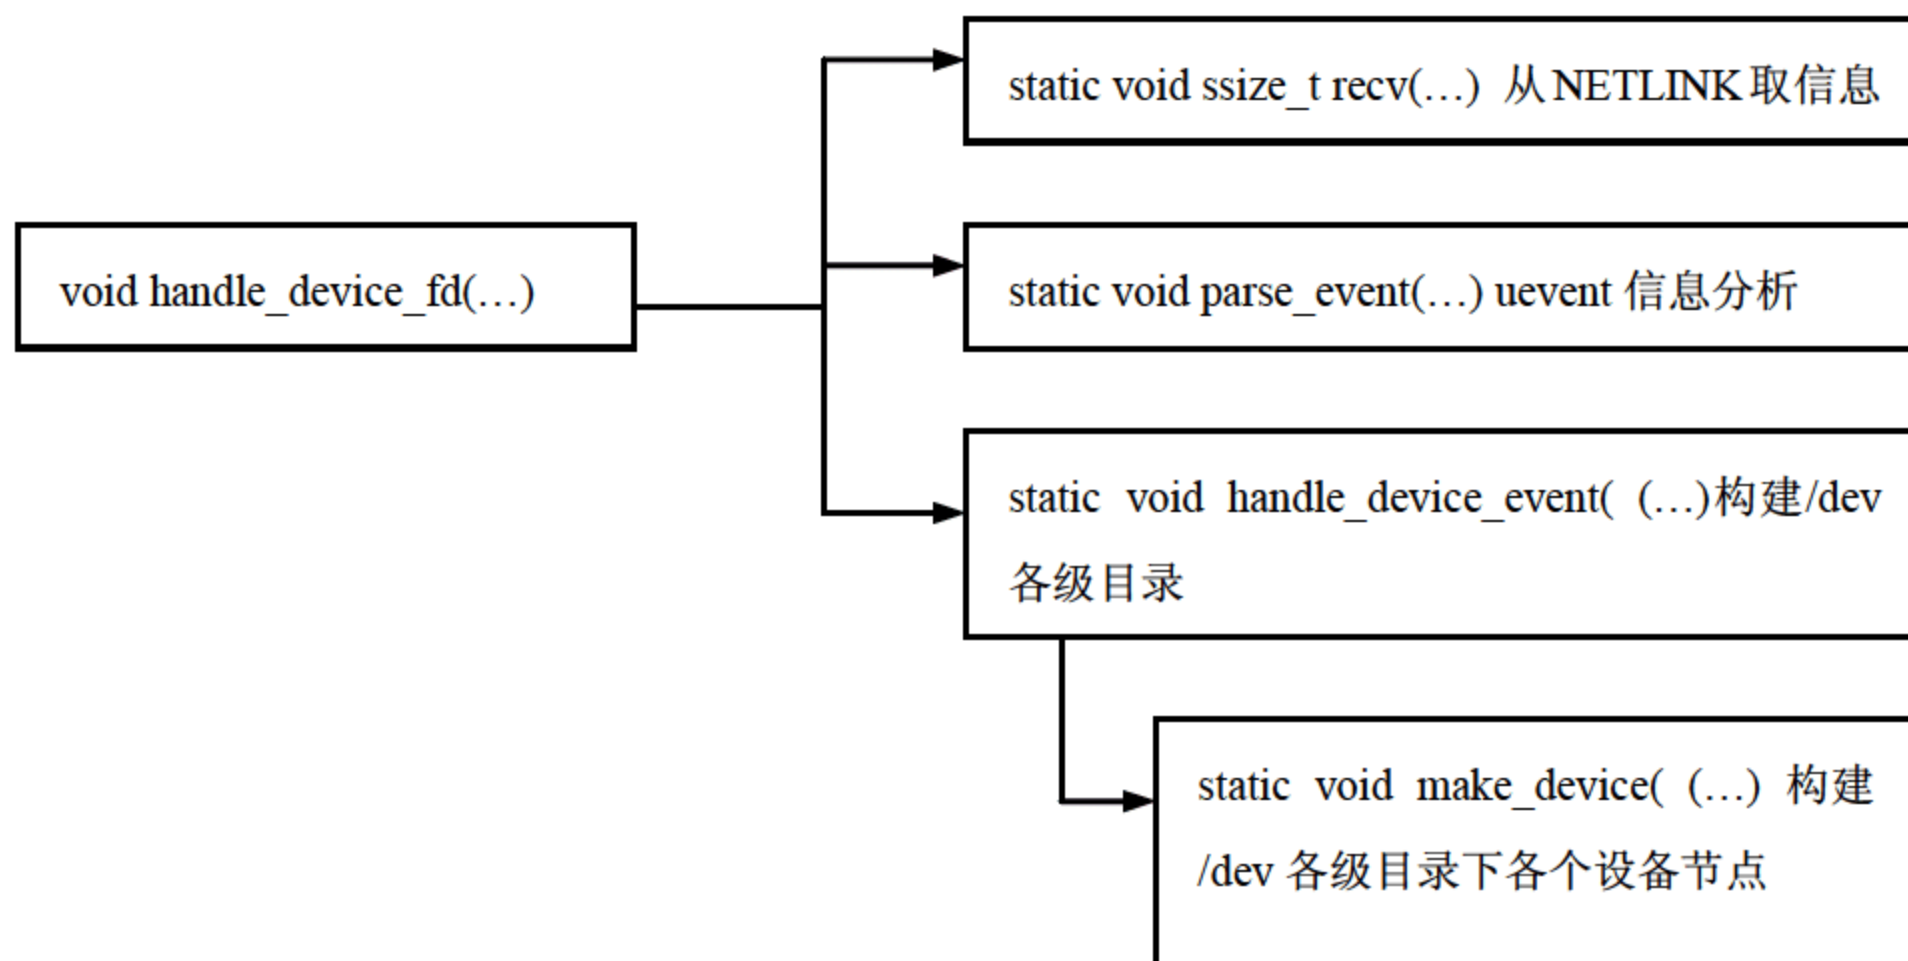 static void ssize_t recv(…) 从NETLINK取信息
void handle_device_fd(…)
static void parse_event(…) uevent 信息分析
static void handle_device_event( (…)构建/dev
各级目录
static void make_device( (…) 构建
/dev 各级目录下各个设备节点